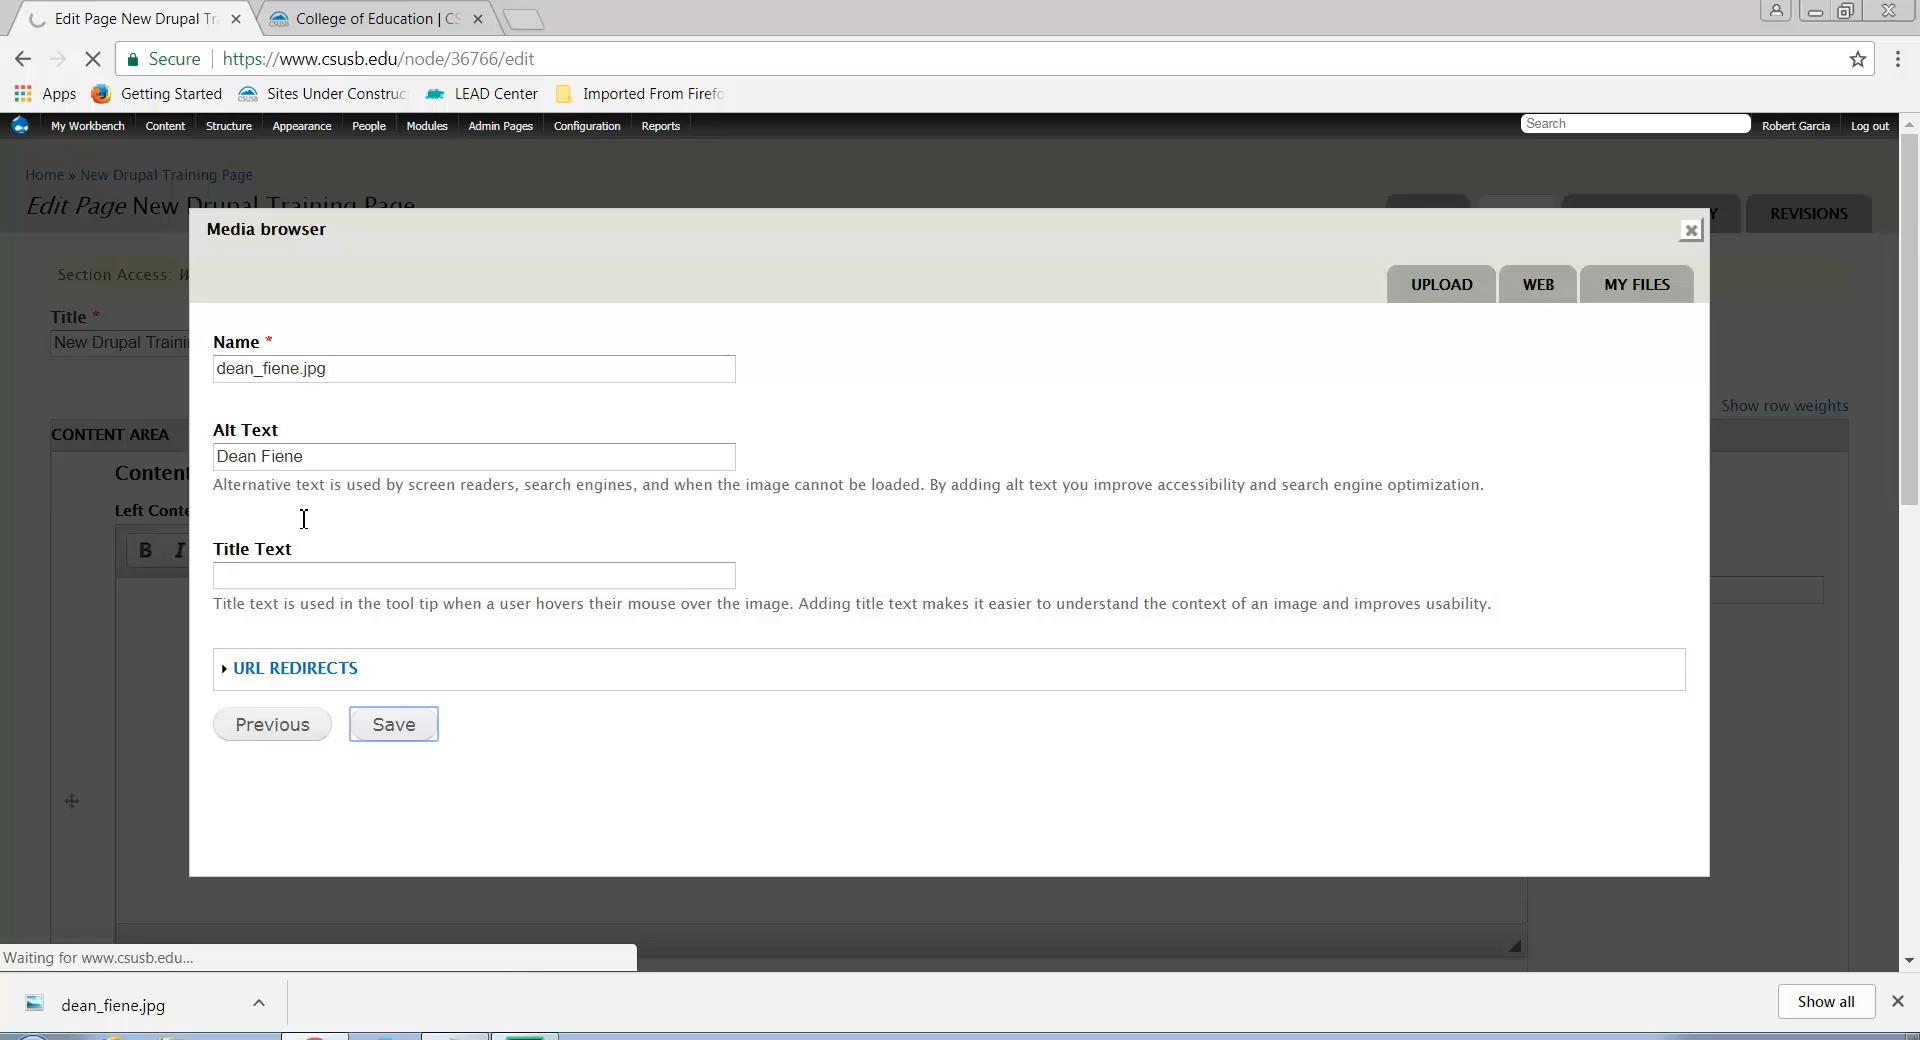 Edit Page New Drupal Tr
College of Education | CS
Secure
https://www.csusb.edu/node/36766/edit
Apps
Getting Started
Sites Under Construc
LEAD Center
Imported From Firefo
My Workbench
Content
Structure
Appearance
People
Modules
Admin Pages
Configuration
Reports
Search
Robert Garcia
Log out
Home » New Drupal Training Page
Edit Page New Drupal Training Page
Y
REVISIONS
Media browser
Section Access: W
UPLOAD
WEB
MY FILES
Title *
New Drupal Traini
Name *
dean_fiene.jpg
Show row weights
CONTENT AREA
Alt Text
Dean Fiene
Content
Alternative text is used by screen readers, search engines, and when the image cannot be loaded. By adding alt text you improve accessibility and search engine optimization.
Left Conte
B I
Title Text
Title text is used in the tool tip when a user hovers their mouse over the image. Adding title text makes it easier to understand the context of an image and improves usability.
URL REDIRECTS
Previous
Save
Waiting for www.csusb.edu...
dean_fiene.jpg
Show all